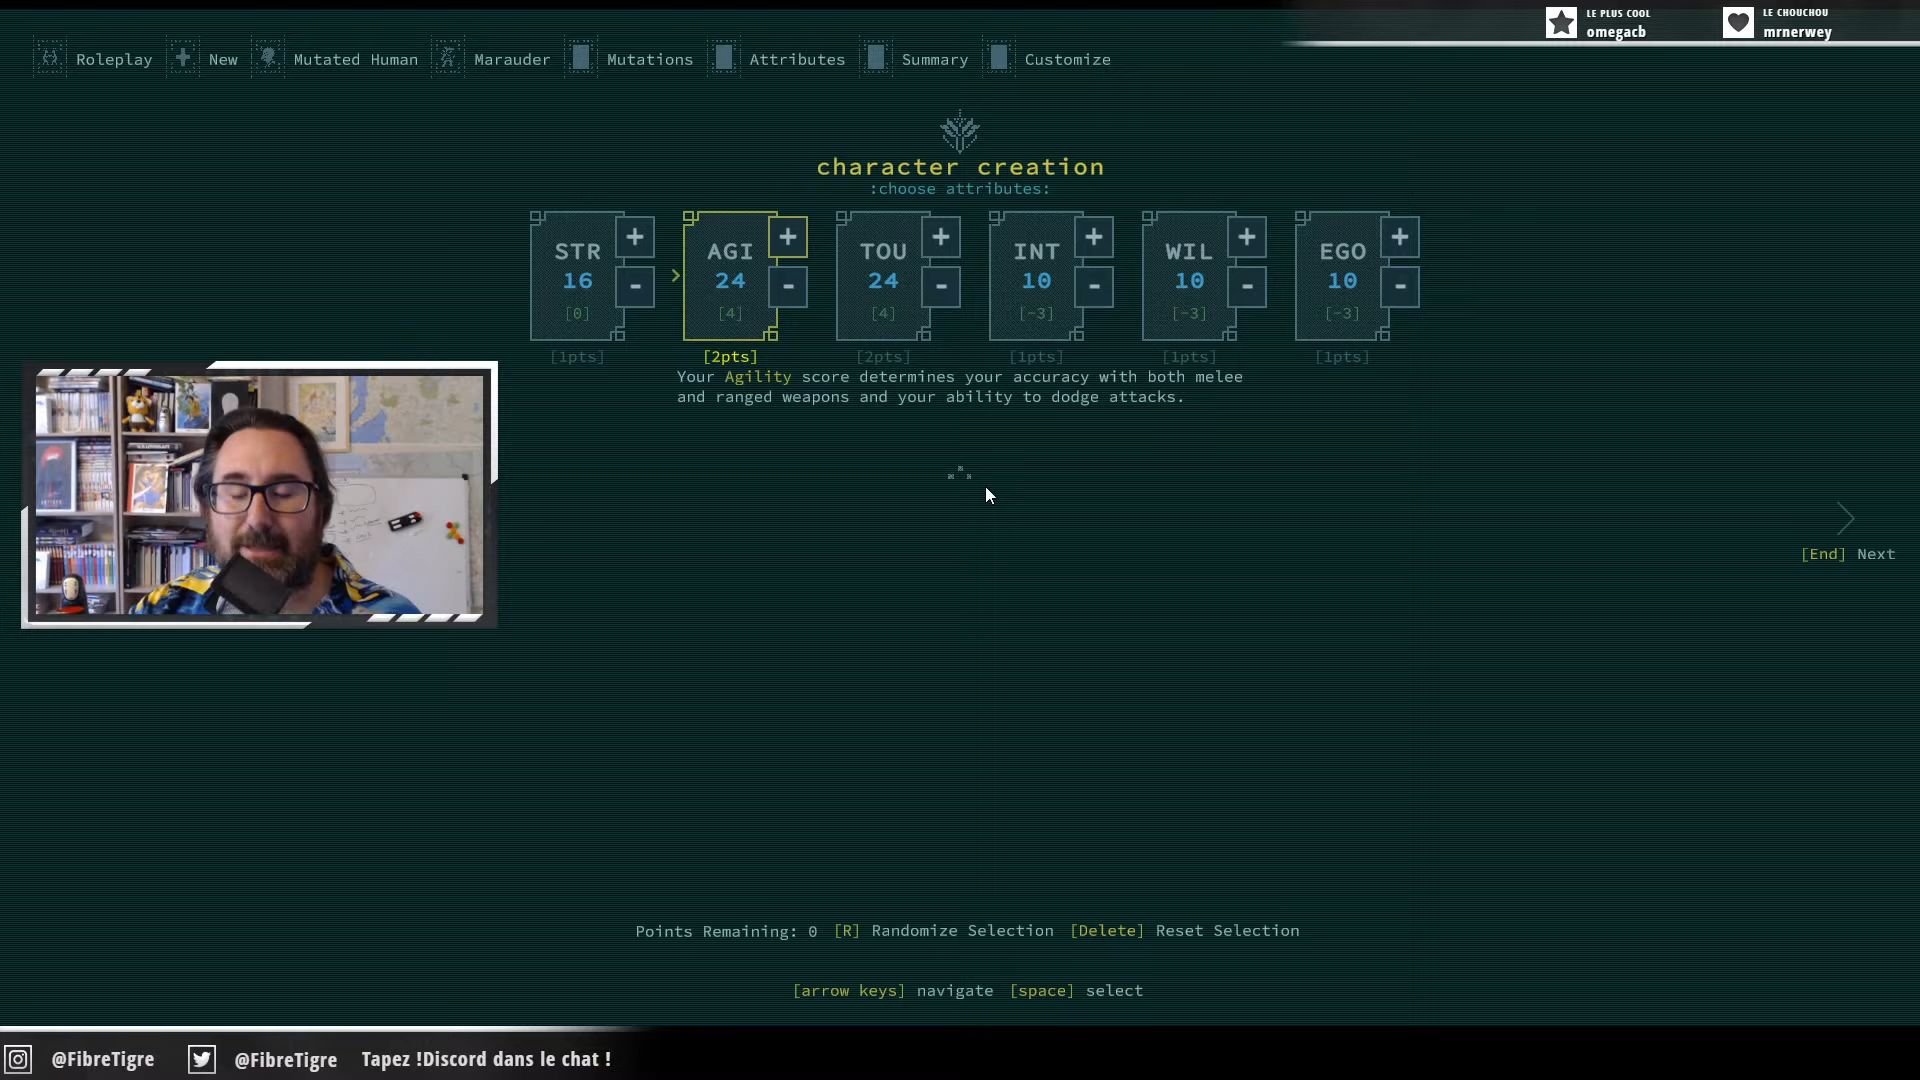 LE PLUS COOL
omegacb
LE CHOUCHOU
mrnerwey
Roleplay New Mutated Human Marauder Mutations Attributes Summary Customize
character creation
:choose attributes:
STR + AGI + TOU + INT + WIL + EGO +
16 - > 24 - 24 - 10 - 10 - 10 -
[0] [4] [4] [-3] [-3] [-3]
[1pts] [2pts] [2pts] [1pts] [1pts] [1pts]
Your Agility score determines your accuracy with both melee
and ranged weapons and your ability to dodge attacks.
[End] Next
Points Remaining: 0 [R] Randomize Selection [Delete] Reset Selection
[arrow keys] navigate [space] select
@FibreTigre @FibreTigre Tapez !Discord dans le chat !